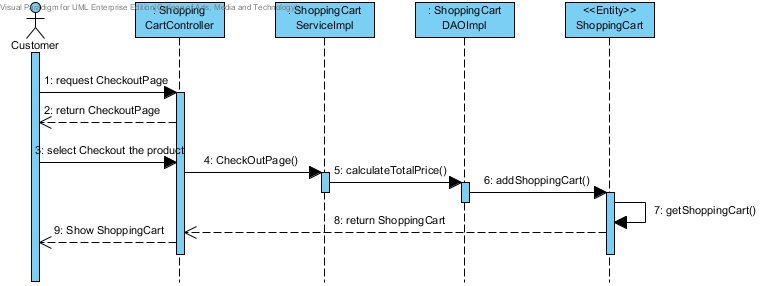 Visual Paradigm for UML Enterprise Edition
Arts, Media and Technology
: Shopping
CartController
: ShoppingCart
ServiceImpl
: ShoppingCart
DAOImpl
<<Entity>>
ShoppingCart
Customer
1: request CheckoutPage
2: return CheckoutPage
3: select Checkout the product
4: CheckOutPage()
5: calculateTotalPrice()
6: addShoppingCart()
7: getShoppingCart()
8: return ShoppingCart
9: Show ShoppingCart